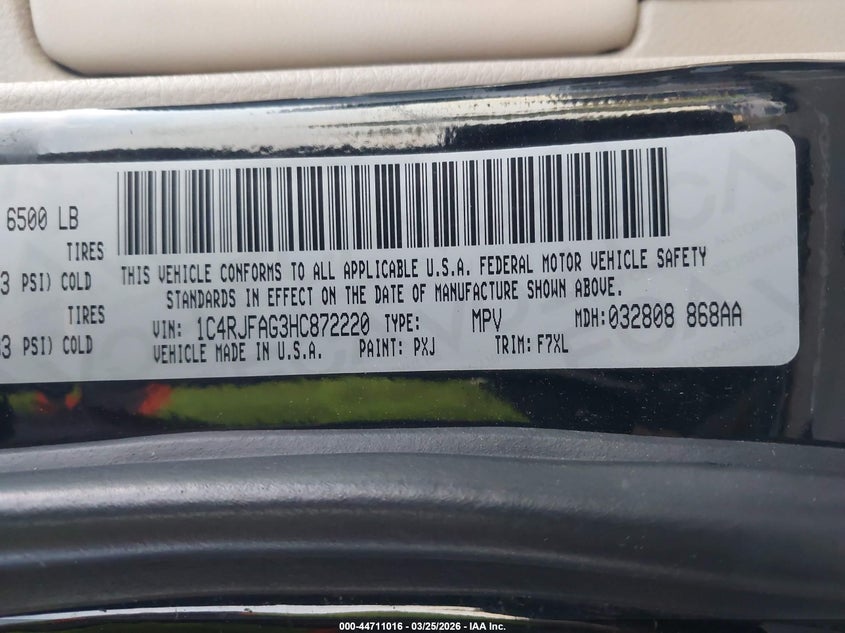 6500 LB
TIRES
3 PSI) COLD
TIRES
33 PSI) COLD
THIS VEHICLE CONFORMS TO ALL APPLICABLE U.S.A. FEDERAL MOTOR VEHICLE SAFETY
STANDARDS IN EFFECT ON THE DATE OF MANUFACTURE SHOWN ABOVE.
VIN: 1C4RJFAG3HC872220 TYPE: MPV MDH:032808 868AA
VEHICLE MADE IN U.S.A. PAINT: PXJ TRIM: F7XL
000-44711016 - 03/25/2026 - IAA Inc.